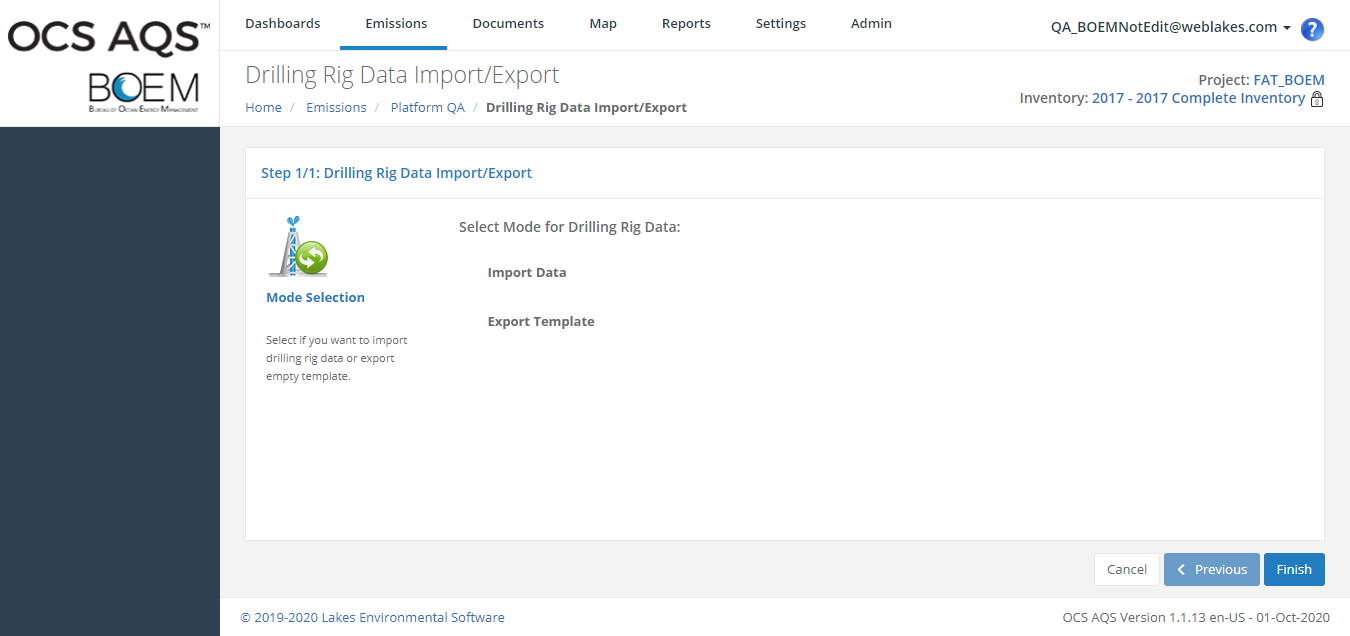 OCS AQS™
BOEM
Bureau of Ocean Energy Management
Dashboards Emissions Documents Map Reports Settings Admin
QA_BOEMNotEdit@weblakes.com ?
Drilling Rig Data Import/Export
Home / Emissions / Platform QA / Drilling Rig Data Import/Export
Project: FAT_BOEM
Inventory: 2017 - 2017 Complete Inventory
Step 1/1: Drilling Rig Data Import/Export
Mode Selection
Select if you want to import
drilling rig data or export
empty template.
Select Mode for Drilling Rig Data:
Import Data
Export Template
Cancel Previous Finish
© 2019-2020 Lakes Environmental Software
OCS AQS Version 1.1.13 en-US - 01-Oct-2020